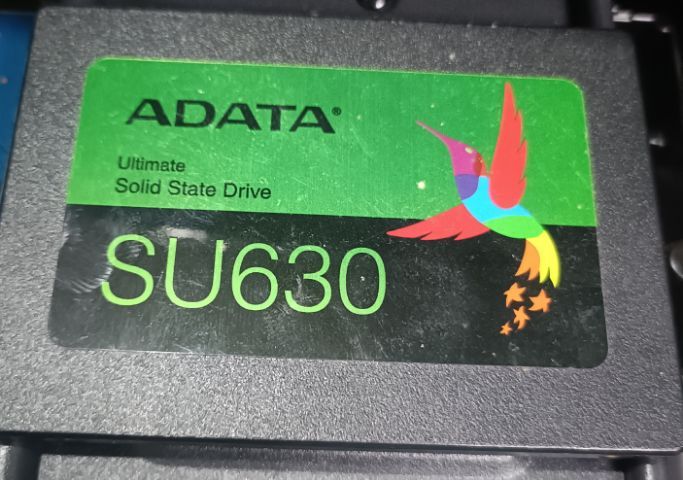 ADATA®
Ultimate
Solid State Drive
SU630